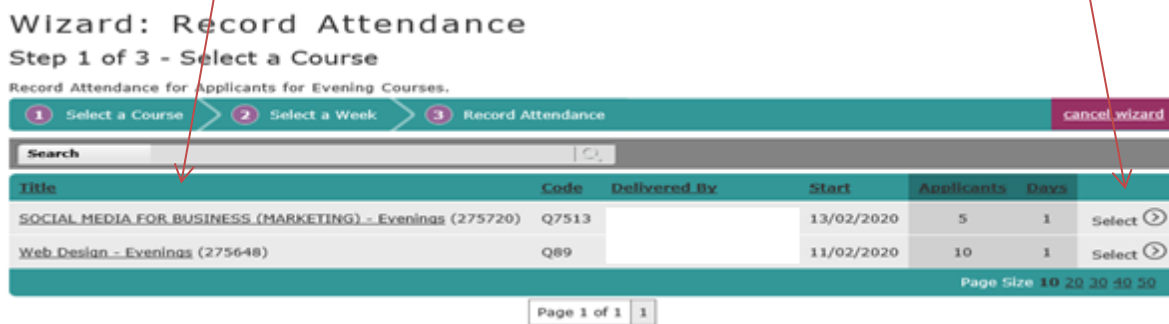 Wizard: Record Attendance
Step 1 of 3 - Select a Course
Record Attendance for Applicants for Evening Courses.
1 Select a Course 2 Select a Week 3 Record Attendance cancel wizard
Search
Title Code Delivered By Start Applicants Days
SOCIAL MEDIA FOR BUSINESS (MARKETING) - Evenings (275720) Q7513 13/02/2020 5 1 Select
Web Design - Evenings (275648) Q89 11/02/2020 10 1 Select
Page Size 10 20 30 40 50
Page 1 of 1 1